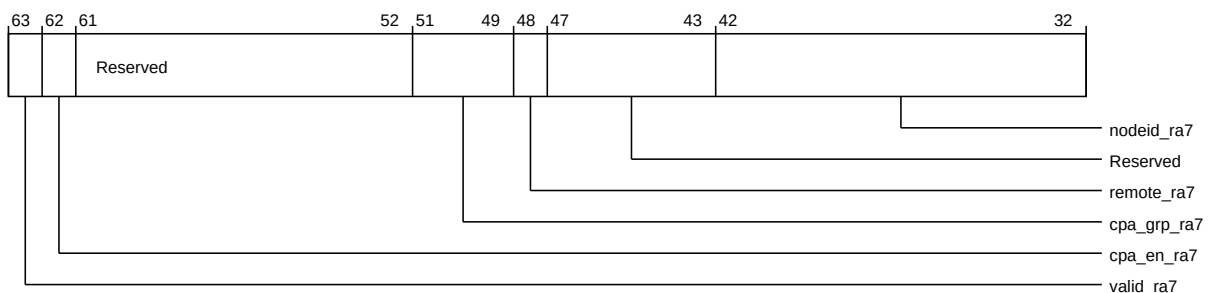 63 62 61 52 51 49 48 47 43 42 32
Reserved
nodeid_ra7
Reserved
remote_ra7
cpa_grp_ra7
cpa_en_ra7
valid_ra7